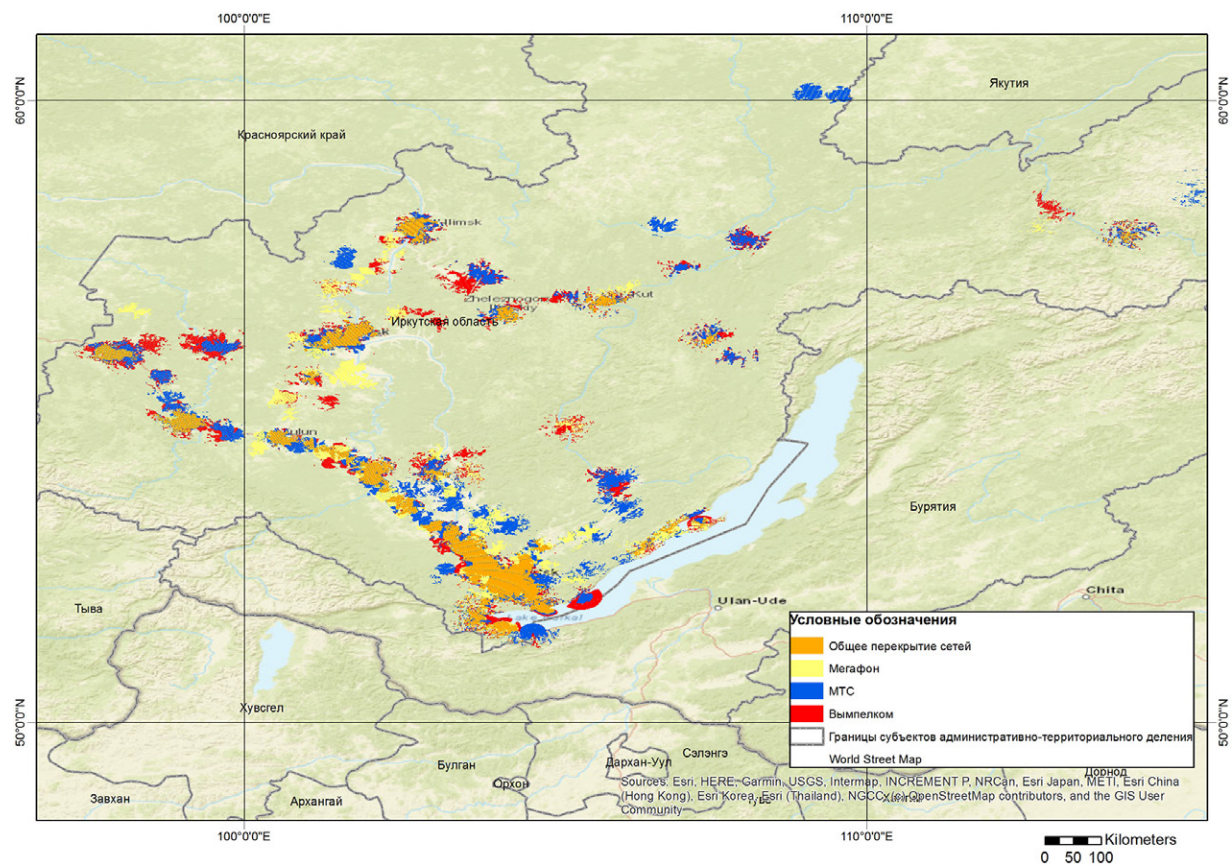 100°0'0"E
110°0'0"E
60°0'0"N
60°0'0"N
Якутия
Красноярский край
Kut
Иркутская область
Бурятия
Тыва
Ulan-Ude
Chita
Хувсгел
50°0'0"N
50°0'0"N
Условные обозначения
Общее перекрытие сетей
Мегафон
МТС
Вымпелком
Границы субъектов административно-территориального деления
World Street Map
Булган
Орхон
Дархан-Уул
Сэлэнгэ
Дорнод
Завхан
Архангай
Sources: Esri, HERE, Garmin, USGS, Intermap, INCREMENT P, NRCan, Esri Japan, METI, Esri China
(Hong Kong), Esri Korea, Esri (Thailand), NGCC, (c) OpenStreetMap contributors, and the GIS User
Community
100°0'0"E
110°0'0"E
Kilometers
0 50 100